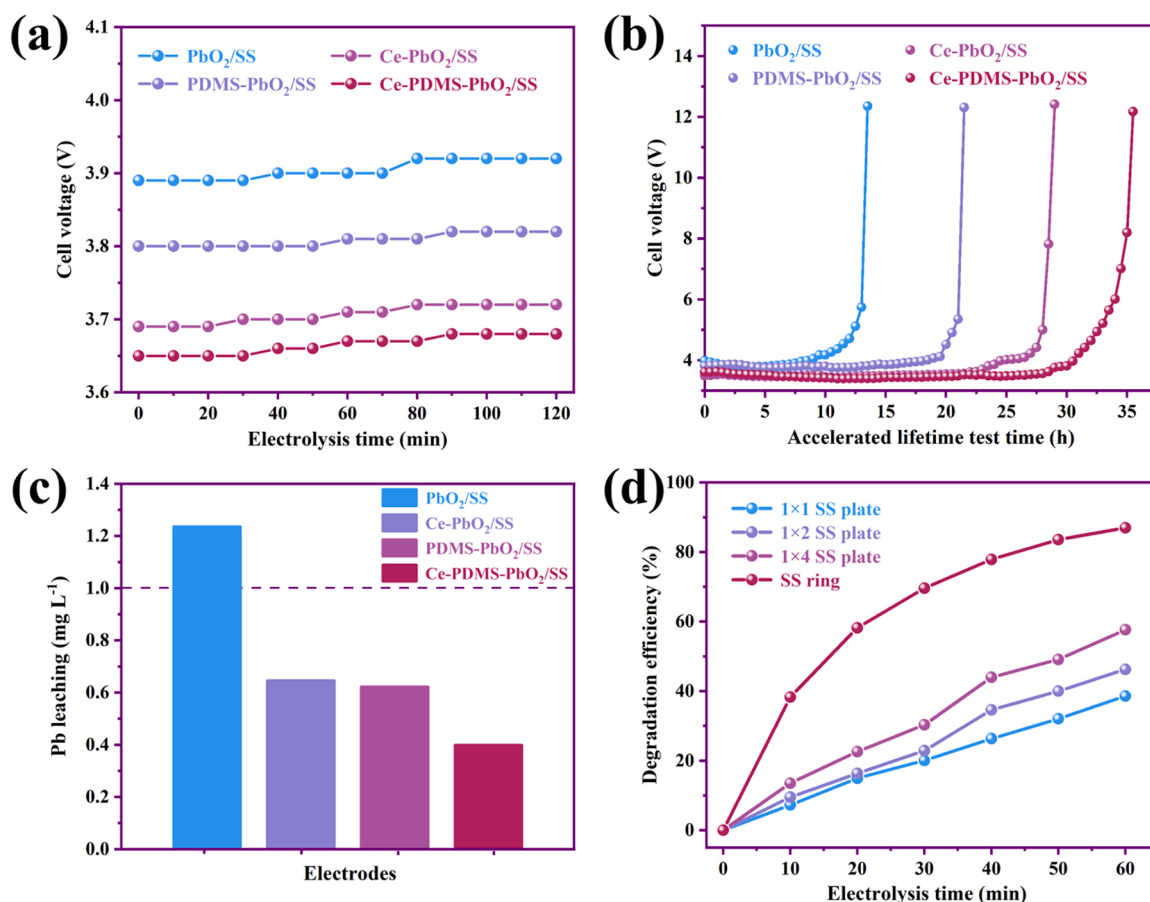 (a)
PbO₂/SS
Ce-PbO₂/SS
PDMS-PbO₂/SS
Ce-PDMS-PbO₂/SS
Cell voltage (V)
4.1
4.0
3.9
3.8
3.7
3.6
0 20 40 60 80 100 120
Electrolysis time (min)
(b)
PbO₂/SS
Ce-PbO₂/SS
PDMS-PbO₂/SS
Ce-PDMS-PbO₂/SS
Cell voltage (V)
14
12
10
8
6
4
0 5 10 15 20 25 30 35
Accelerated lifetime test time (h)
(c)
PbO₂/SS
Ce-PbO₂/SS
PDMS-PbO₂/SS
Ce-PDMS-PbO₂/SS
Pb leaching (mg L⁻¹)
1.4
1.2
1.0
0.8
0.6
0.4
0.2
0.0
Electrodes
(d)
1×1 SS plate
1×2 SS plate
1×4 SS plate
SS ring
Degradation efficiency (%)
100
80
60
40
20
0
0 10 20 30 40 50 60
Electrolysis time (min)